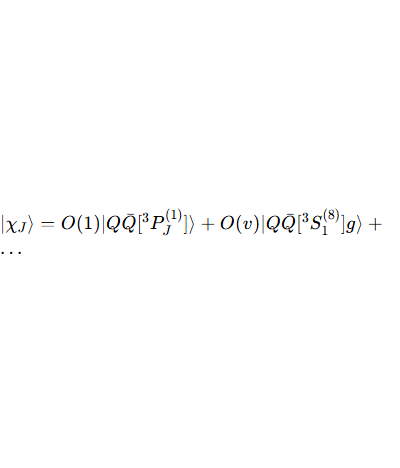 |χ_J⟩ = O(1)|QQ̄[³P_J^(1)]⟩ + O(v)|QQ̄[³S_1^(8)]g⟩ +
…